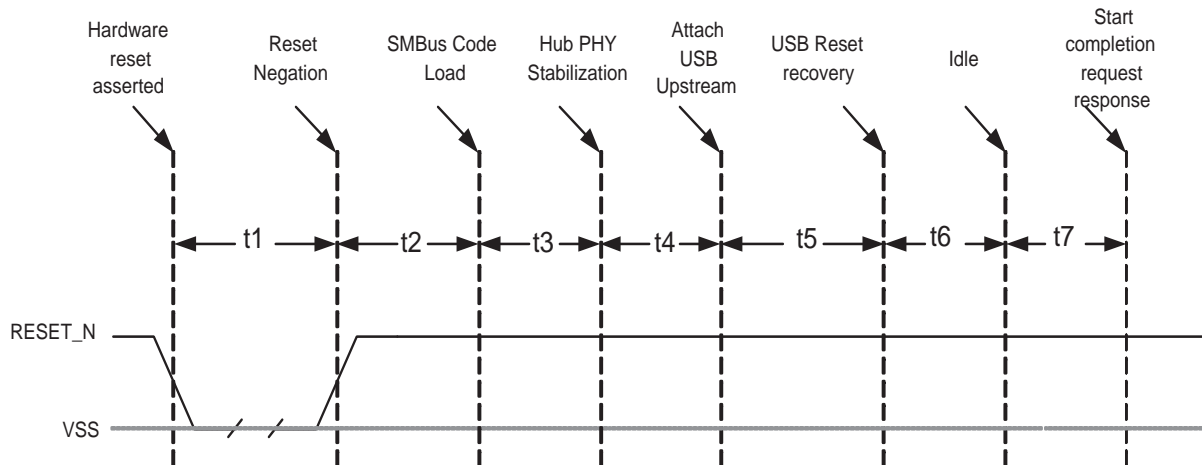 Hardware
reset
asserted
Reset
Negation
SMBus Code
Load
Hub PHY
Stabilization
Attach
USB
Upstream
USB Reset
recovery
Idle
Start
completion
request
response
t1
t2
t3
t4
t5
t6
t7
RESET_N
VSS